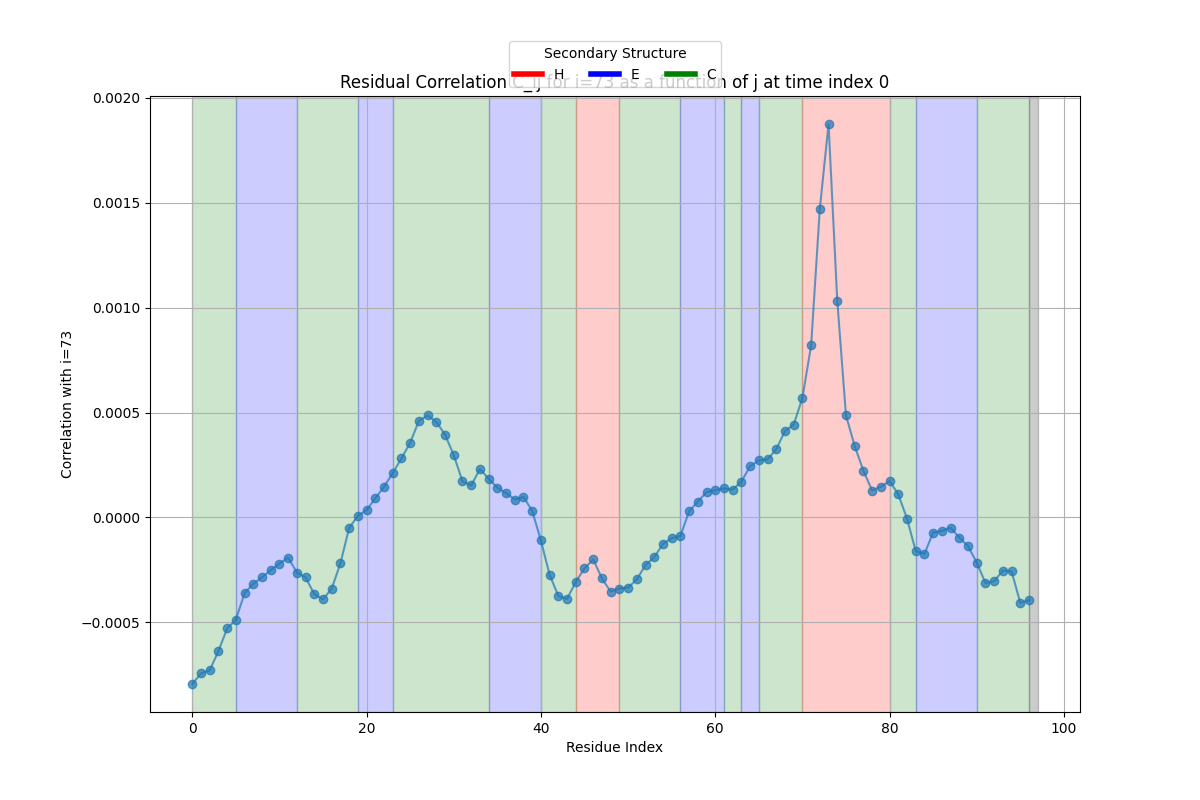 Secondary Structure
H E C
Residual Correlation C_ij for i=73 as a function of j at time index 0
0.0020
0.0015
0.0010
0.0005
0.0000
−0.0005
Correlation with i=73
0 20 40 60 80 100
Residue Index